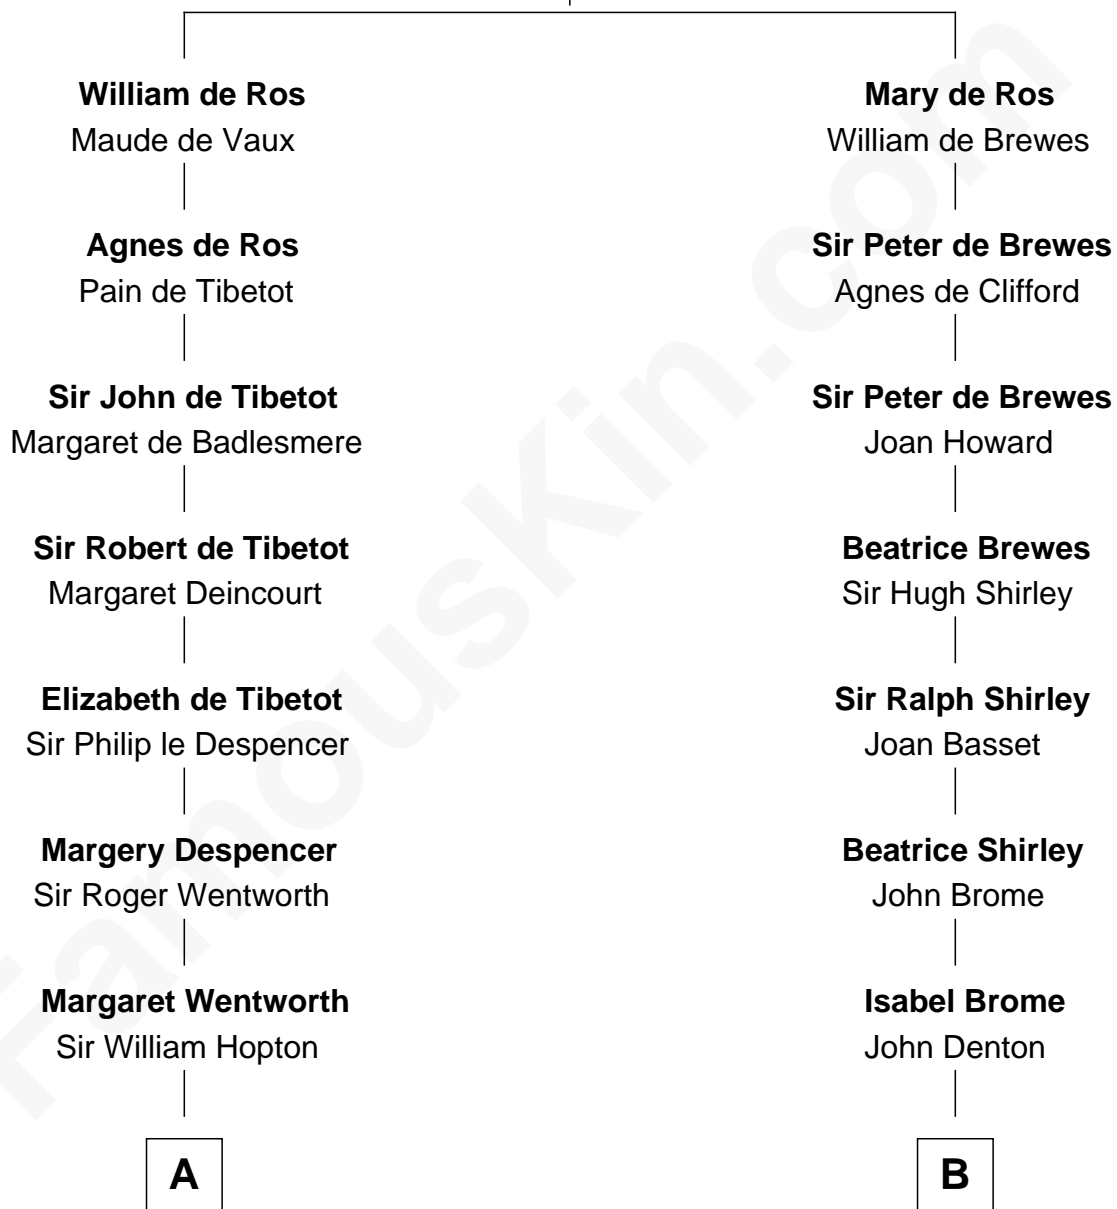 William de Ros
Maude de Vaux
Agnes de Ros
Pain de Tibetot
Sir John de Tibetot
Margaret de Badlesmere
Sir Robert de Tibetot
Margaret Deincourt
Elizabeth de Tibetot
Sir Philip le Despencer
Margery Despencer
Sir Roger Wentworth
Margaret Wentworth
Sir William Hopton
A
Mary de Ros
William de Brewes
Sir Peter de Brewes
Agnes de Clifford
Sir Peter de Brewes
Joan Howard
Beatrice Brewes
Sir Hugh Shirley
Sir Ralph Shirley
Joan Basset
Beatrice Shirley
John Brome
Isabel Brome
John Denton
B
FamousKin.com